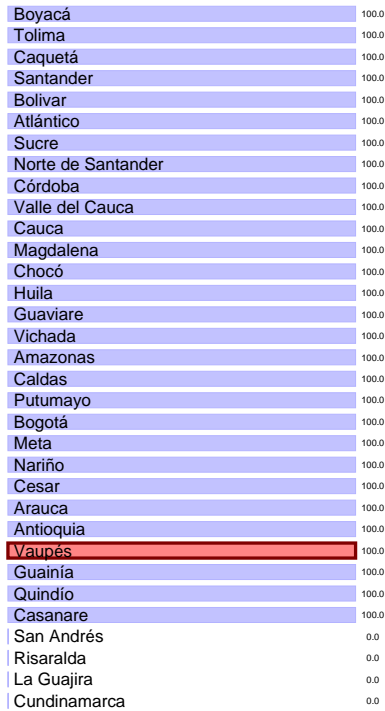 Boyacá 100.0
Tolima 100.0
Caquetá 100.0
Santander 100.0
Bolivar 100.0
Atlántico 100.0
Sucre 100.0
Norte de Santander 100.0
Córdoba 100.0
Valle del Cauca 100.0
Cauca 100.0
Magdalena 100.0
Chocó 100.0
Huila 100.0
Guaviare 100.0
Vichada 100.0
Amazonas 100.0
Caldas 100.0
Putumayo 100.0
Bogotá 100.0
Meta 100.0
Nariño 100.0
Cesar 100.0
Arauca 100.0
Antioquia 100.0
Vaupés 100.0
Guainía 100.0
Quindío 100.0
Casanare 100.0
San Andrés 0.0
Risaralda 0.0
La Guajira 0.0
Cundinamarca 0.0